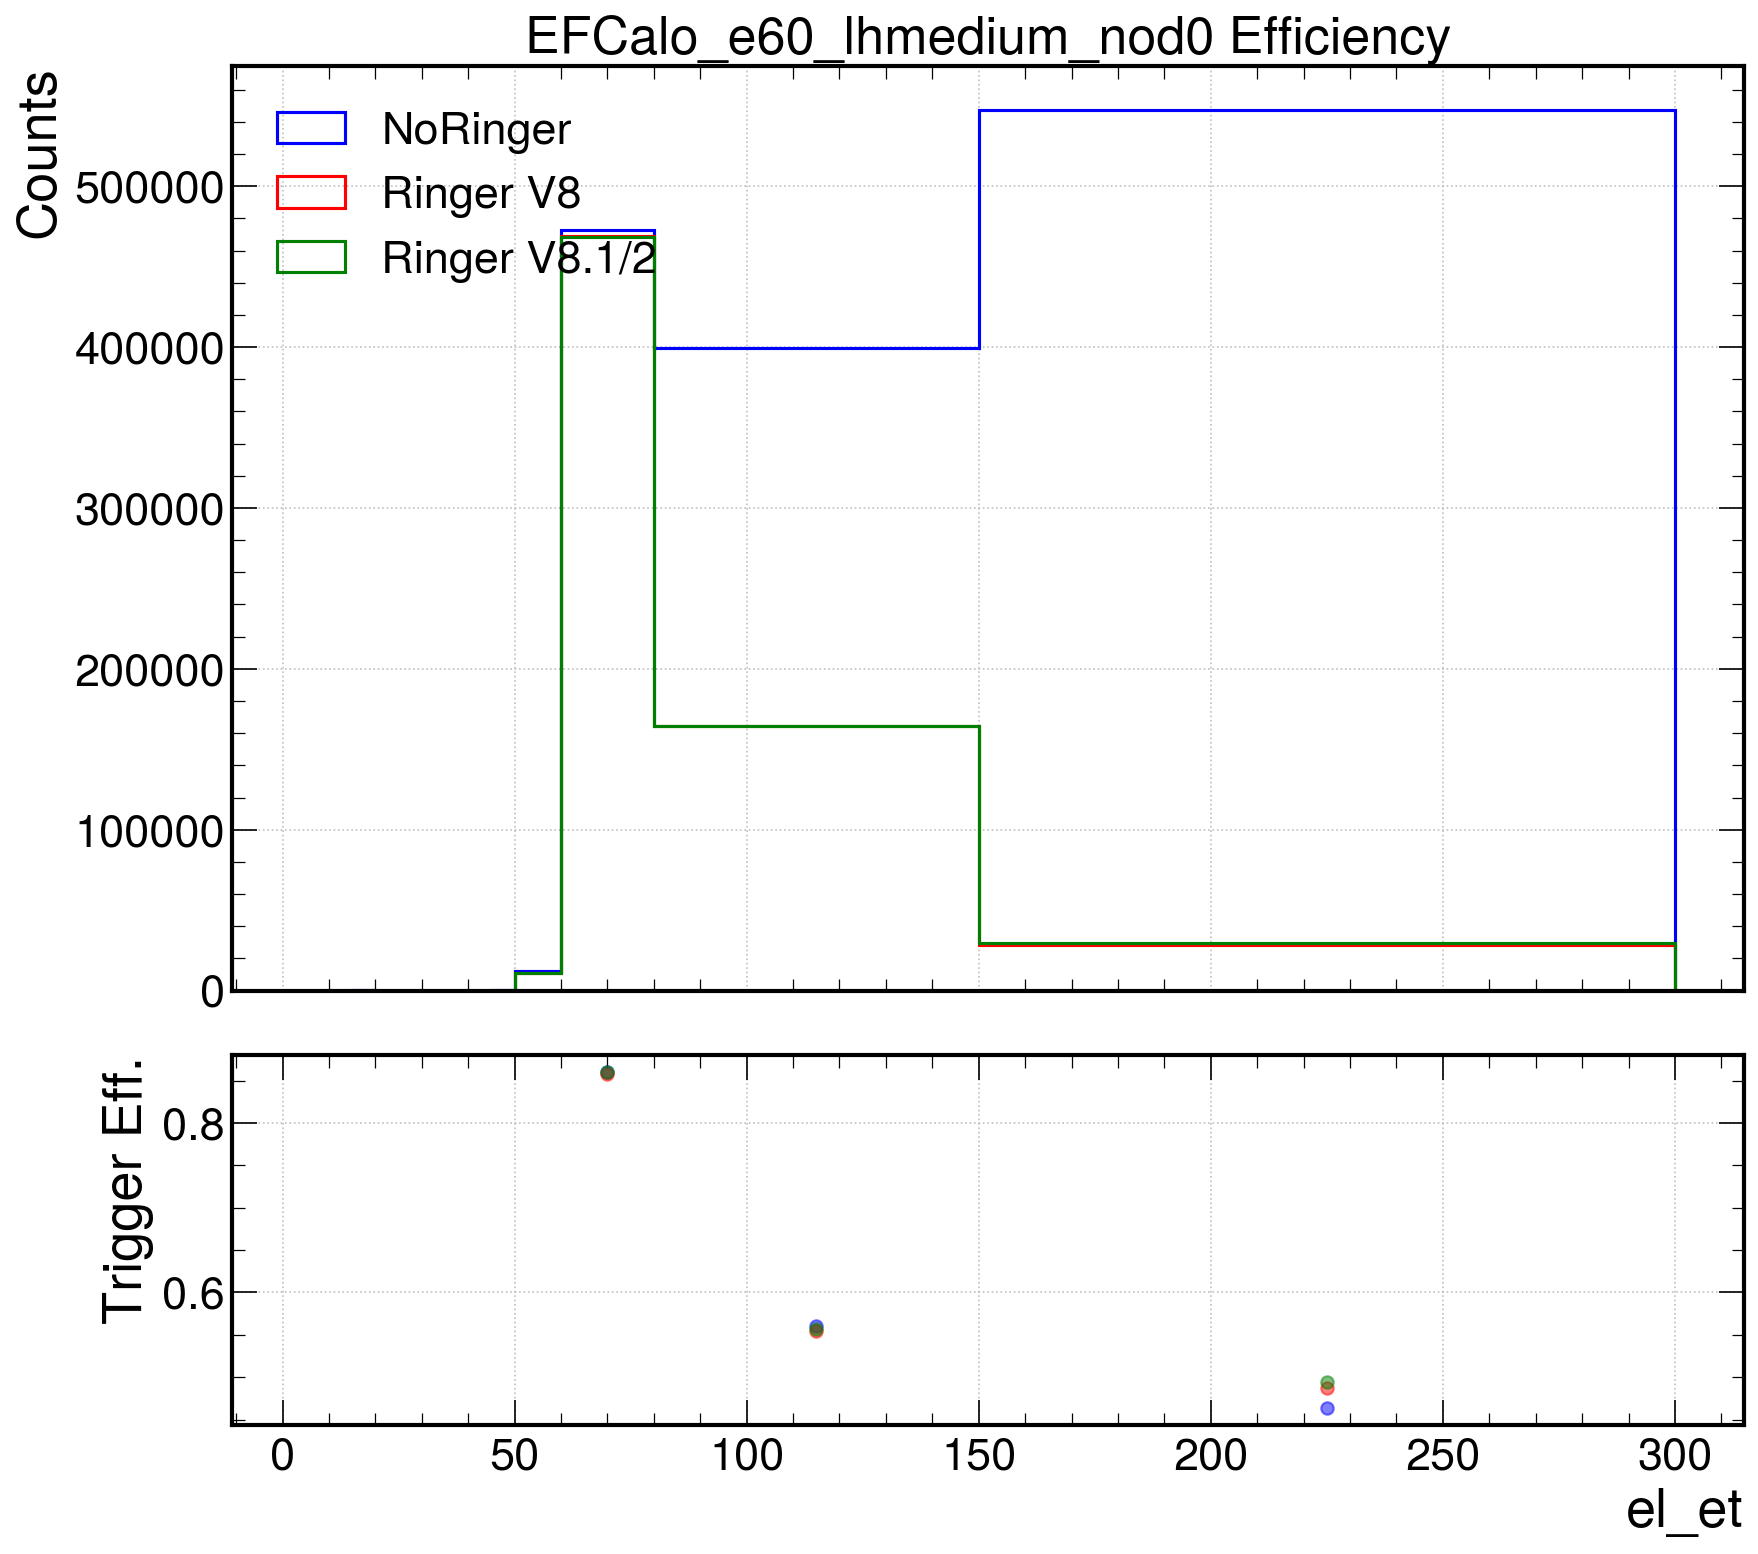 EFCalo_e60_lhmedium_nod0 Efficiency
Counts
NoRinger
Ringer V8
Ringer V8.1/2
500000
400000
300000
200000
100000
0
Trigger Eff.
0.8
0.6
0 50 100 150 200 250 300
el_et